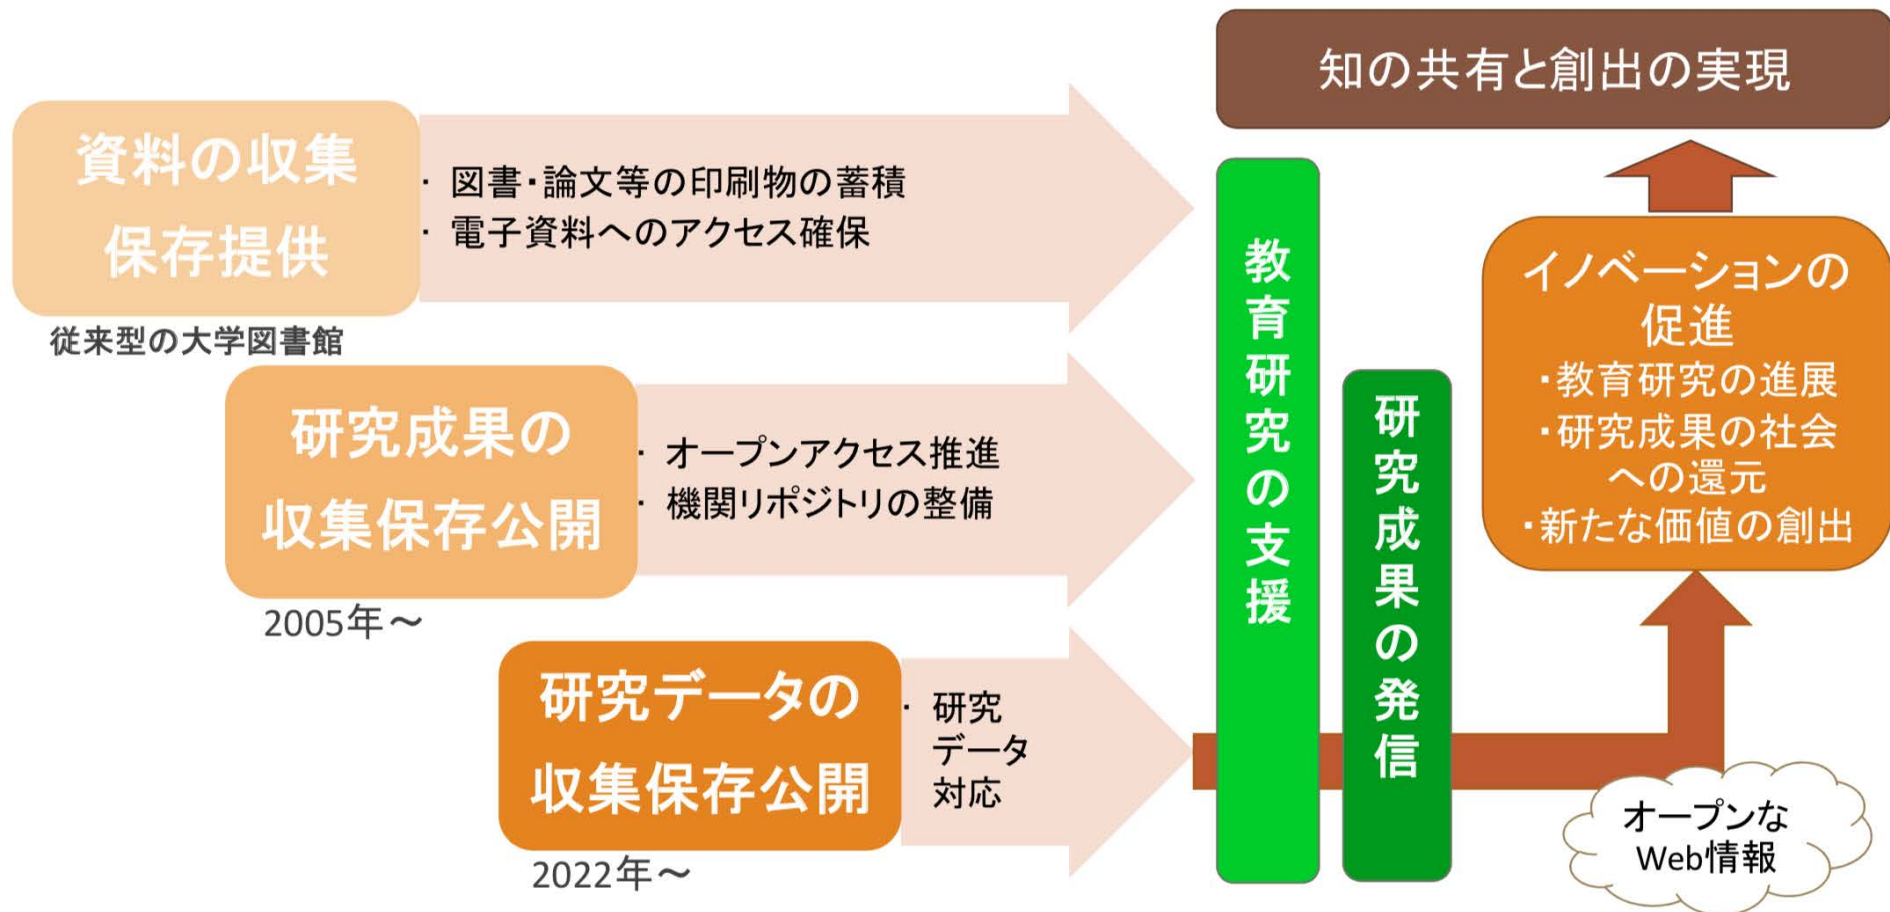 知の共有と創出の実現
資料の収集
保存提供
・ 図書・論文等の印刷物の蓄積
・ 電子資料へのアクセス確保
従来型の大学図書館
研究成果の
収集保存公開
・ オープンアクセス推進
・ 機関リポジトリの整備
2005年～
研究データの
収集保存公開
・ 研究
データ
対応
2022年～
教育研究の支援
研究成果の発信
イノベーションの
促進
・教育研究の進展
・研究成果の社会
への還元
・新たな価値の創出
オープンな
Web情報